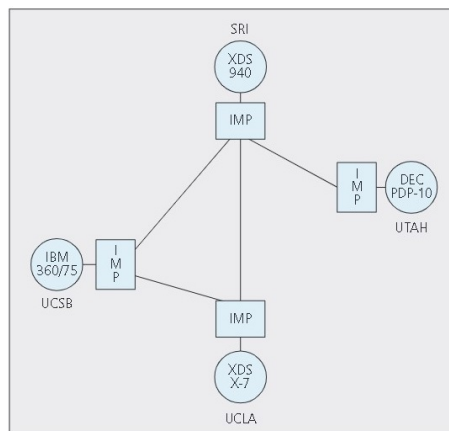 SRI
XDS
940
IMP
I
M
P
DEC
PDP-10
UTAH
IBM
360/75
I
M
P
UCSB
IMP
XDS
X-7
UCLA